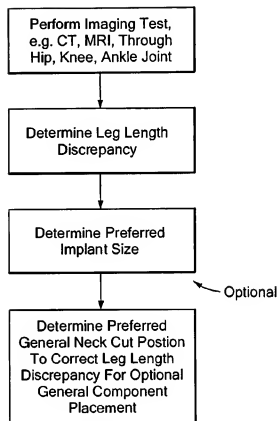 Perform Imaging Test,
e.g. CT, MRI, Through
Hip, Knee, Ankle Joint
Determine Leg Length
Discrepancy
Determine Preferred
Implant Size
Optional
Determine Preferred
General Neck Cut Postion
To Correct Leg Length
Discrepancy For Optional
General Component
Placement